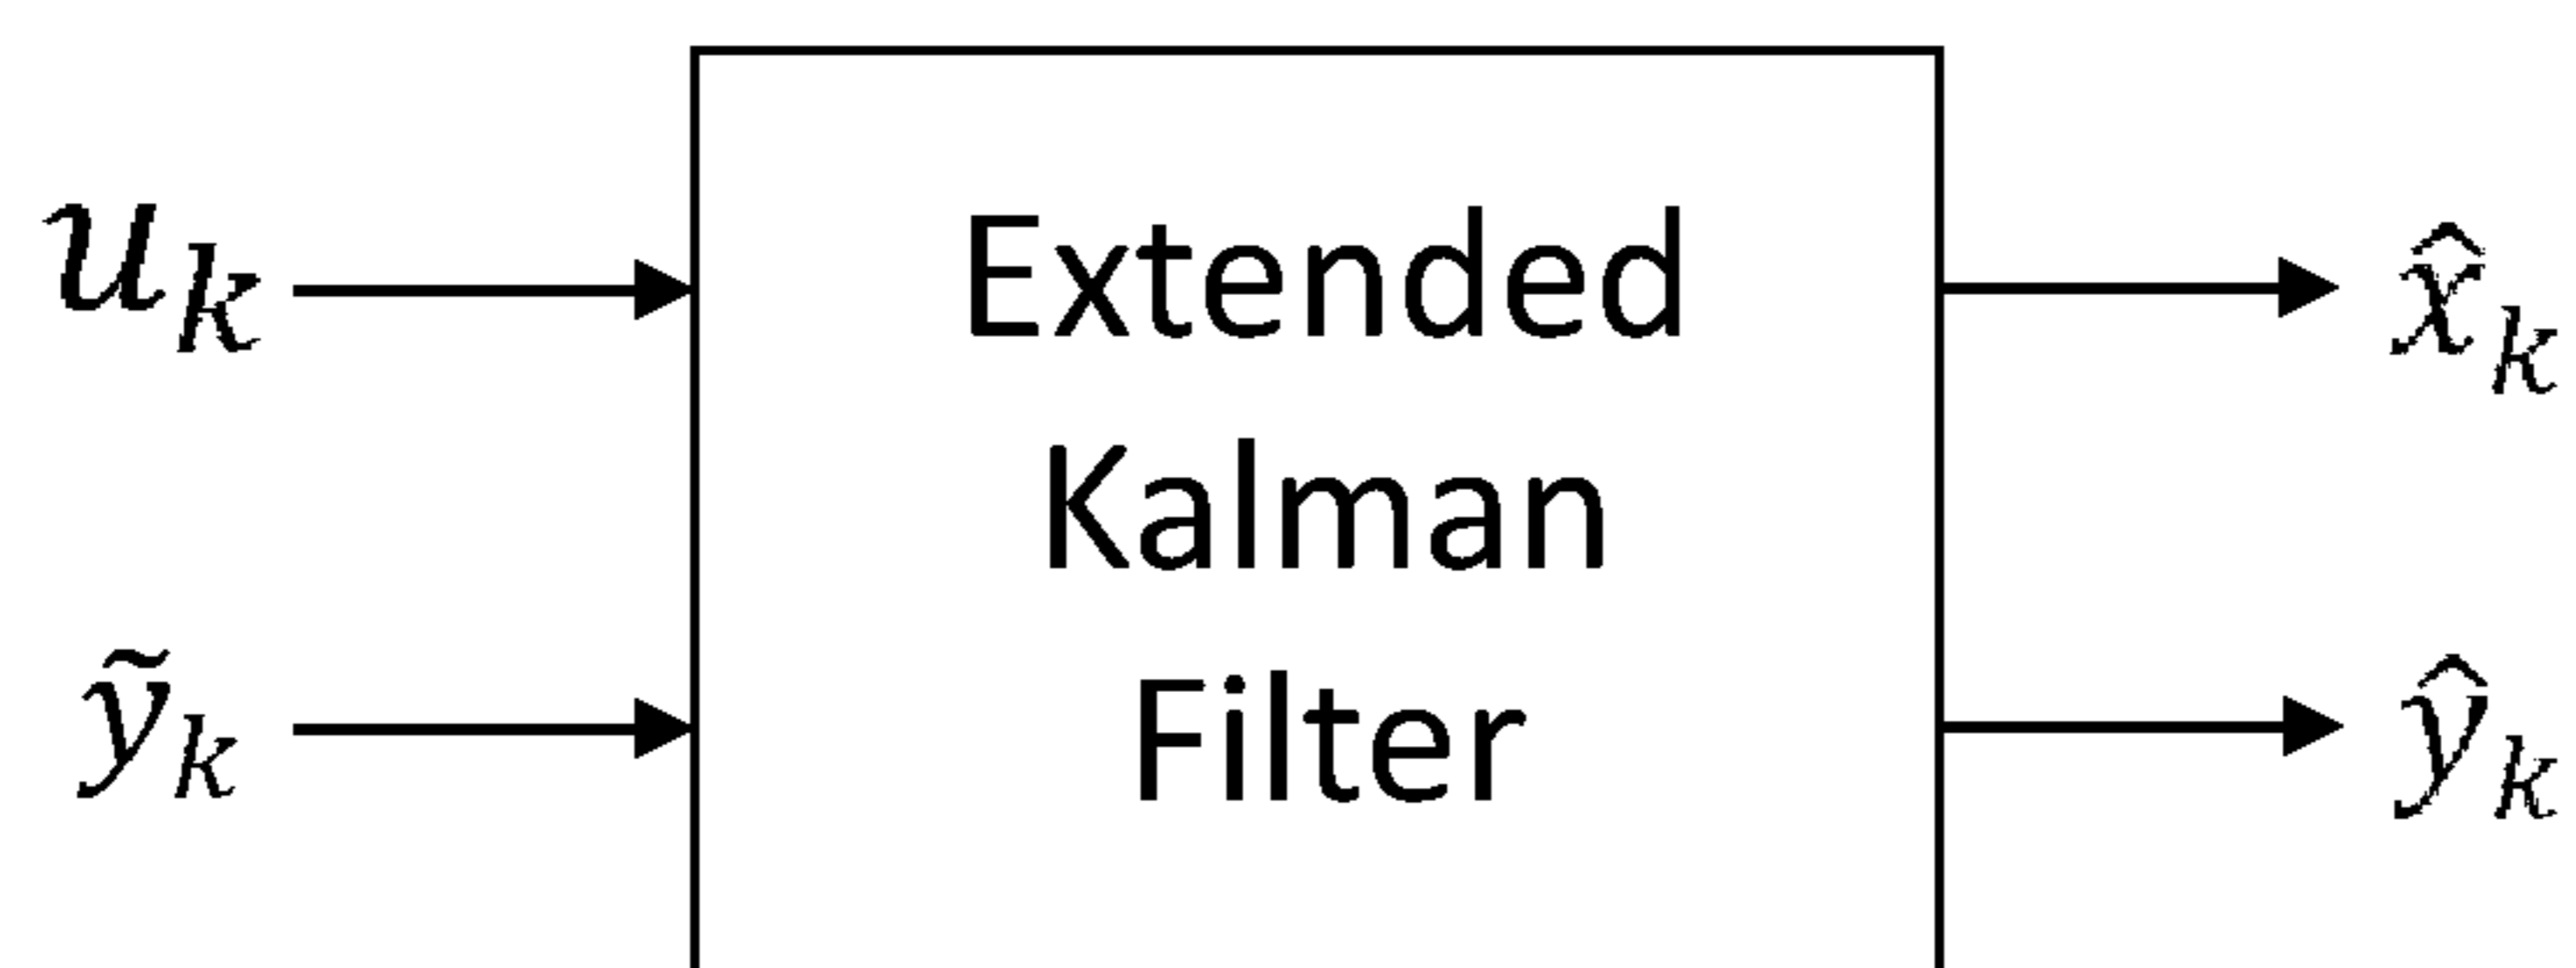 u_k
Extended
x̂_k
Kalman
ỹ_k
Filter
ŷ_k